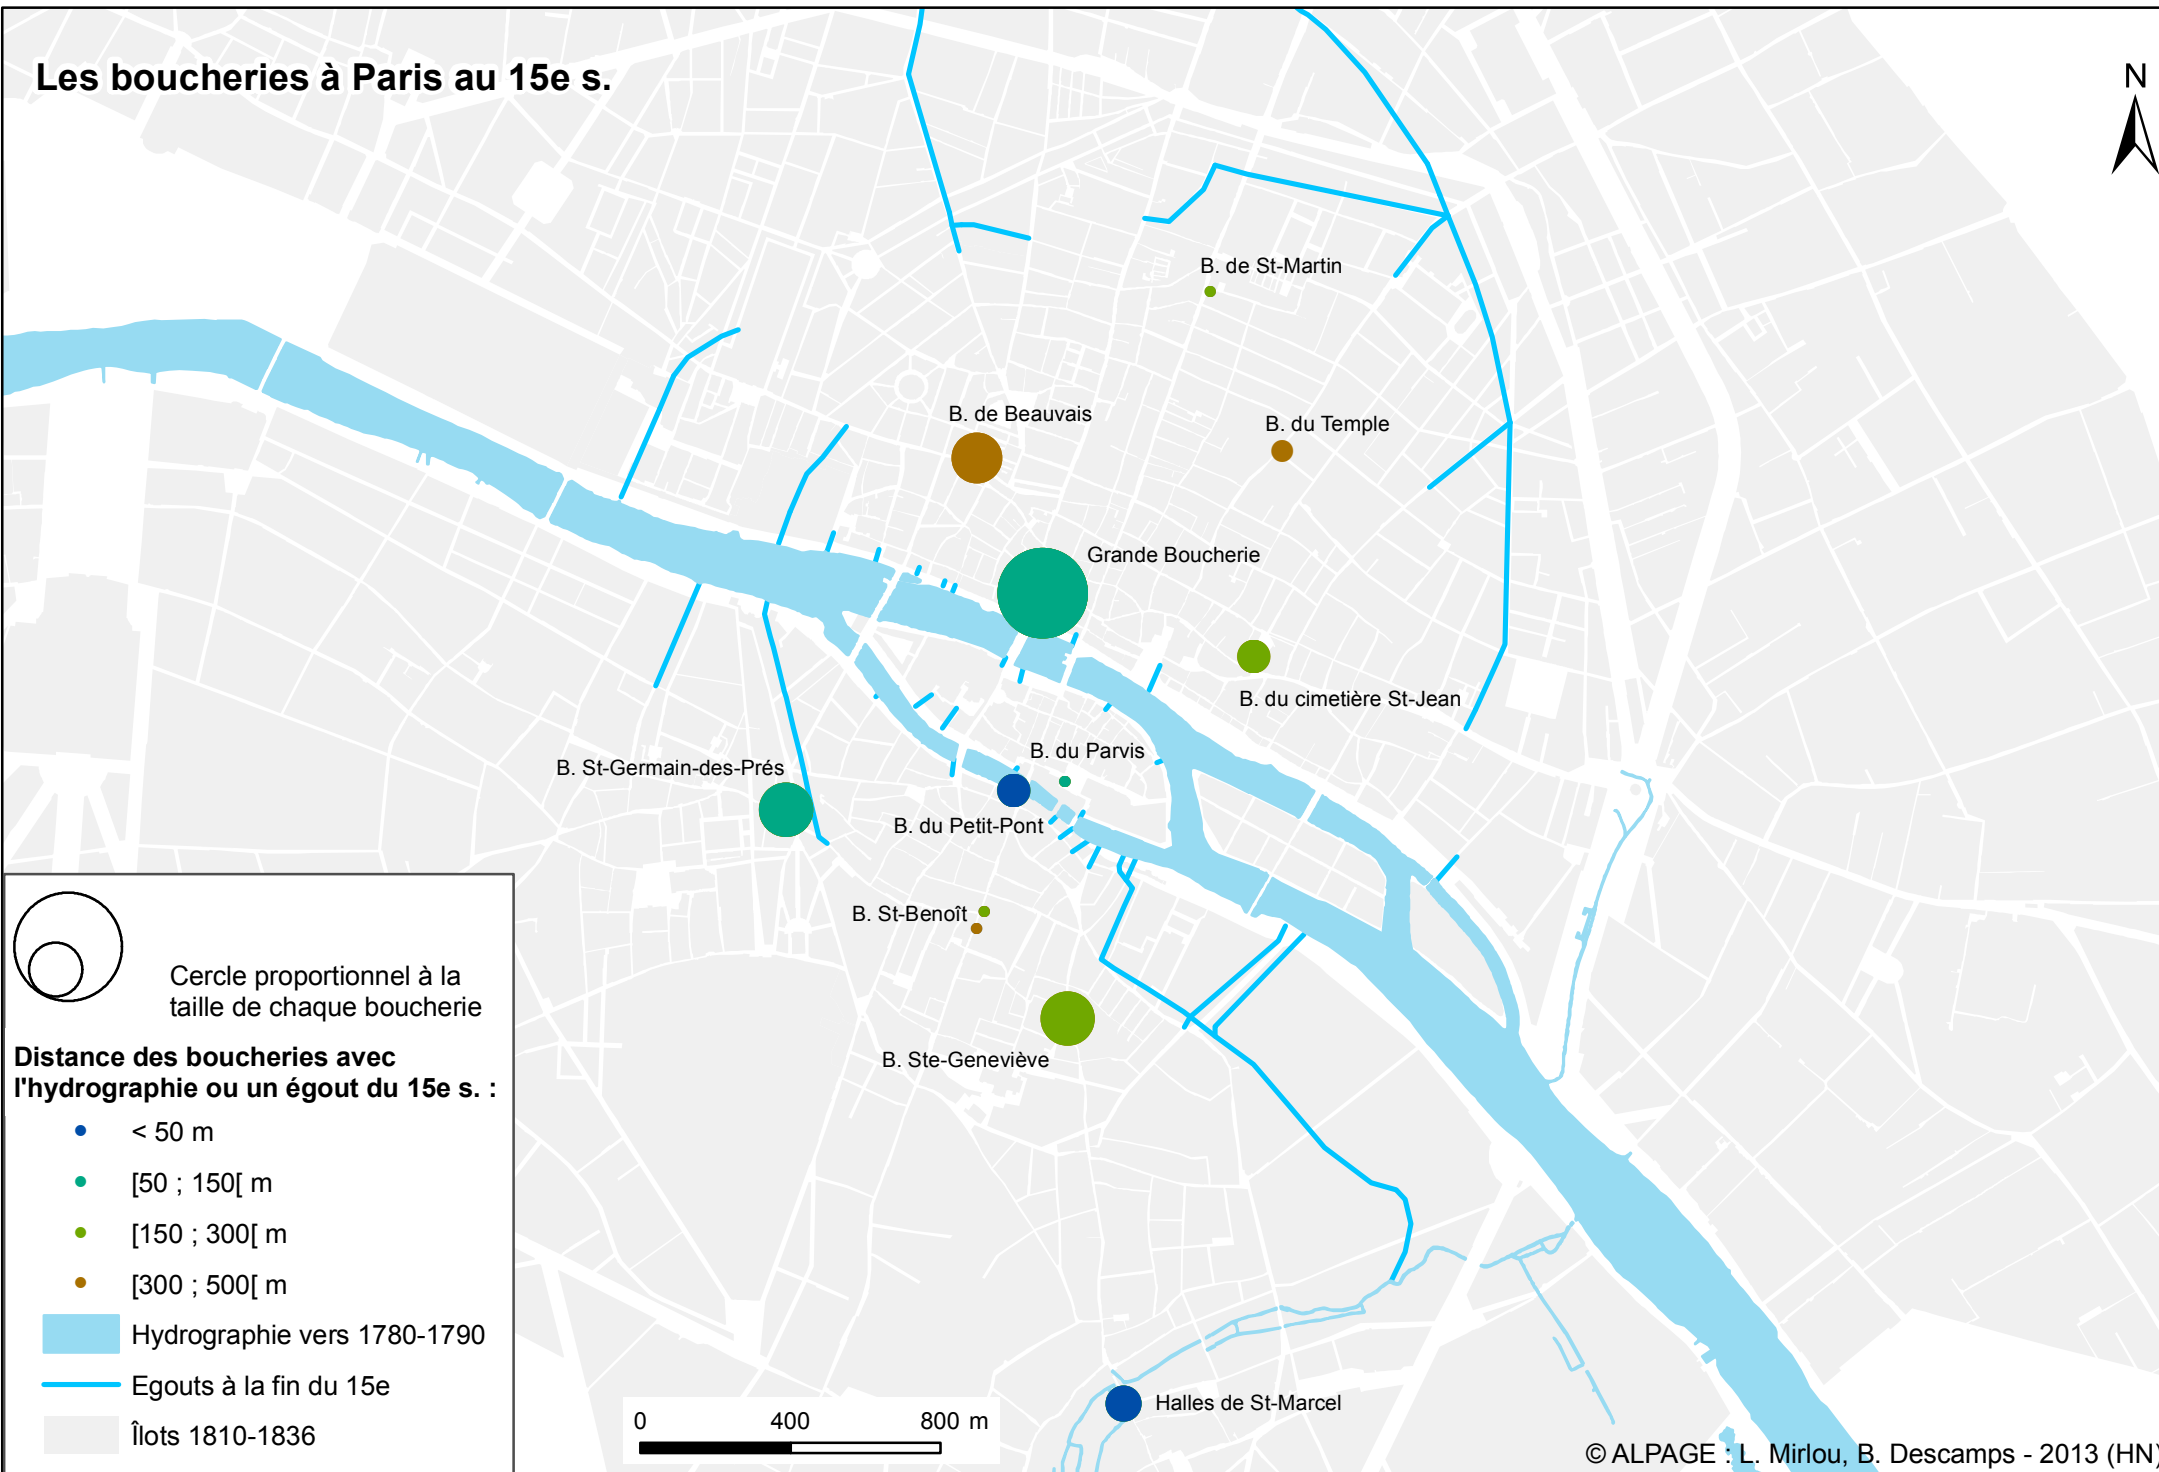 Les boucheries à Paris au 15e s.
N
B. de St-Martin
B. de Beauvais
B. du Temple
Grande Boucherie
B. du cimetière St-Jean
B. du Parvis
B. St-Germain-des-Prés
B. du Petit-Pont
B. St-Benoît
B. Ste-Geneviève
Halles de St-Marcel
Cercle proportionnel à la
taille de chaque boucherie
Distance des boucheries avec
l'hydrographie ou un égout du 15e s. :
< 50 m
[50 ; 150[ m
[150 ; 300[ m
[300 ; 500[ m
Hydrographie vers 1780-1790
Egouts à la fin du 15e
Îlots 1810-1836
0 400 800 m
© ALPAGE : L. Mirlou, B. Descamps - 2013 (HN)